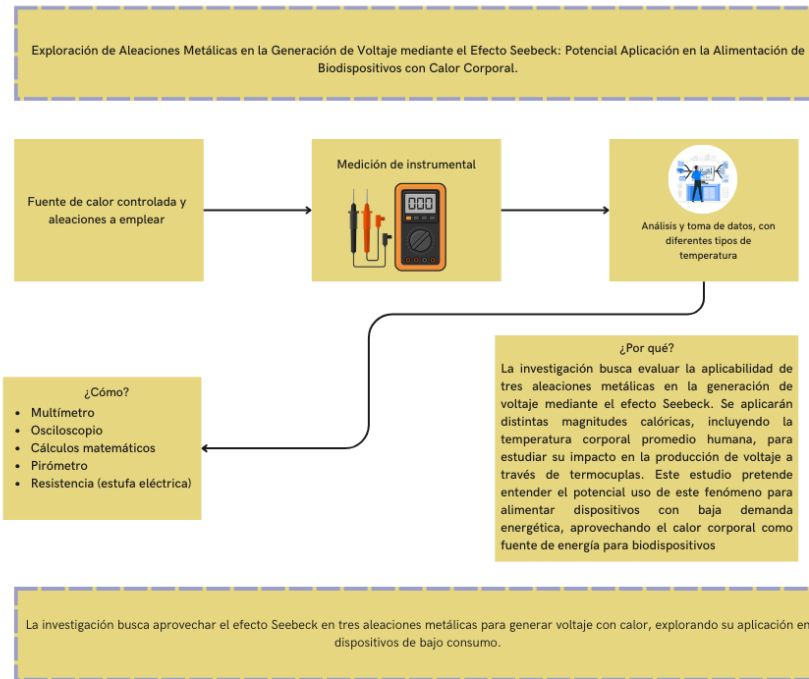 Exploración de Aleaciones Metálicas en la Generación de Voltaje mediante el Efecto Seebeck: Potencial Aplicación en la Alimentación de
Biodispositivos con Calor Corporal.
Fuente de calor controlada y
aleaciones a emplear
Medición de instrumental
000
Análisis y toma de datos, con
diferentes tipos de
temperatura
¿Cómo?
• Multímetro
• Osciloscopio
• Cálculos matemáticos
• Pirómetro
• Resistencia (estufa eléctrica)
¿Por qué?
La investigación busca evaluar la aplicabilidad de
tres aleaciones metálicas en la generación de
voltaje mediante el efecto Seebeck. Se aplicarán
distintas magnitudes calóricas, incluyendo la
temperatura corporal promedio humana, para
estudiar su impacto en la producción de voltaje a
través de termocuplas. Este estudio pretende
entender el potencial uso de este fenómeno para
alimentar dispositivos con baja demanda
energética, aprovechando el calor corporal como
fuente de energía para biodispositivos
La investigación busca aprovechar el efecto Seebeck en tres aleaciones metálicas para generar voltaje con calor, explorando su aplicación en
dispositivos de bajo consumo.